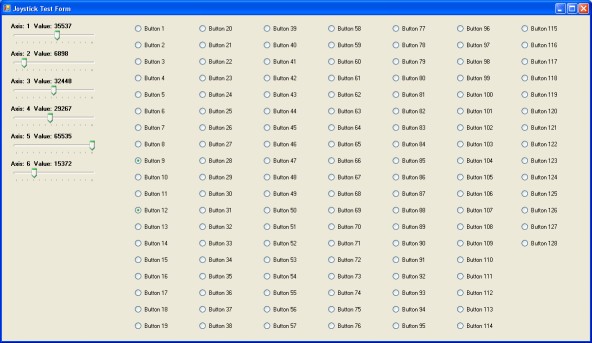 Joystick Test Form
Axis: 1 Value: 35537
Axis: 2 Value: 6898
Axis: 3 Value: 32448
Axis: 4 Value: 29267
Axis: 5 Value: 65535
Axis: 6 Value: 15372
Button 1
Button 2
Button 3
Button 4
Button 5
Button 6
Button 7
Button 8
Button 9
Button 10
Button 11
Button 12
Button 13
Button 14
Button 15
Button 16
Button 17
Button 18
Button 19
Button 20
Button 21
Button 22
Button 23
Button 24
Button 25
Button 26
Button 27
Button 28
Button 29
Button 30
Button 31
Button 32
Button 33
Button 34
Button 35
Button 36
Button 37
Button 38
Button 39
Button 40
Button 41
Button 42
Button 43
Button 44
Button 45
Button 46
Button 47
Button 48
Button 49
Button 50
Button 51
Button 52
Button 53
Button 54
Button 55
Button 56
Button 57
Button 58
Button 59
Button 60
Button 61
Button 62
Button 63
Button 64
Button 65
Button 66
Button 67
Button 68
Button 69
Button 70
Button 71
Button 72
Button 73
Button 74
Button 75
Button 76
Button 77
Button 78
Button 79
Button 80
Button 81
Button 82
Button 83
Button 84
Button 85
Button 86
Button 87
Button 88
Button 89
Button 90
Button 91
Button 92
Button 93
Button 94
Button 95
Button 96
Button 97
Button 98
Button 99
Button 100
Button 101
Button 102
Button 103
Button 104
Button 106
Button 107
Button 108
Button 109
Button 110
Button 111
Button 112
Button 113
Button 114
Button 115
Button 116
Button 117
Button 118
Button 119
Button 120
Button 121
Button 122
Button 123
Button 124
Button 125
Button 126
Button 127
Button 128